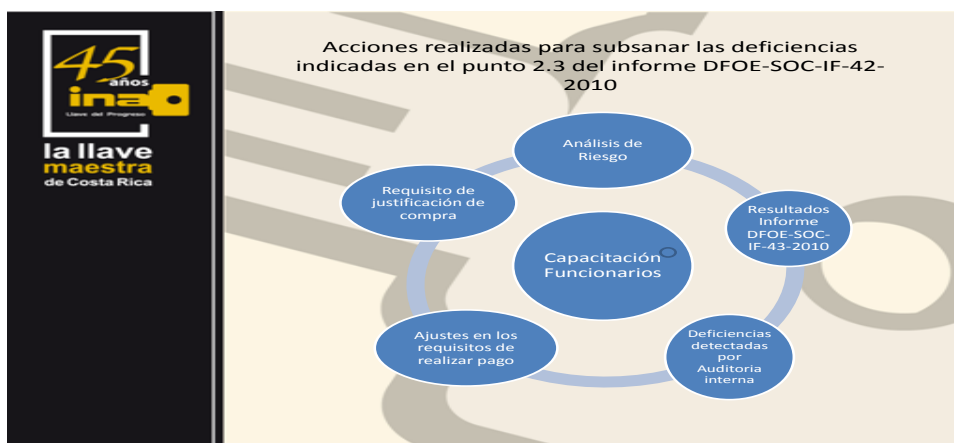 45
años
ina
Llave del Progreso
la llave
maestra
de Costa Rica
Acciones realizadas para subsanar las deficiencias
indicadas en el punto 2.3 del informe DFOE-SOC-IF-42-
2010
Análisis de
Riesgo
Resultados
Informe
DFOE-SOC-
IF-43-2010
Deficiencias
detectadas
por
Auditoria
interna
Ajustes en los
requisitos de
realizar pago
Requisito de
justificación de
compra
Capacitación
Funcionarios